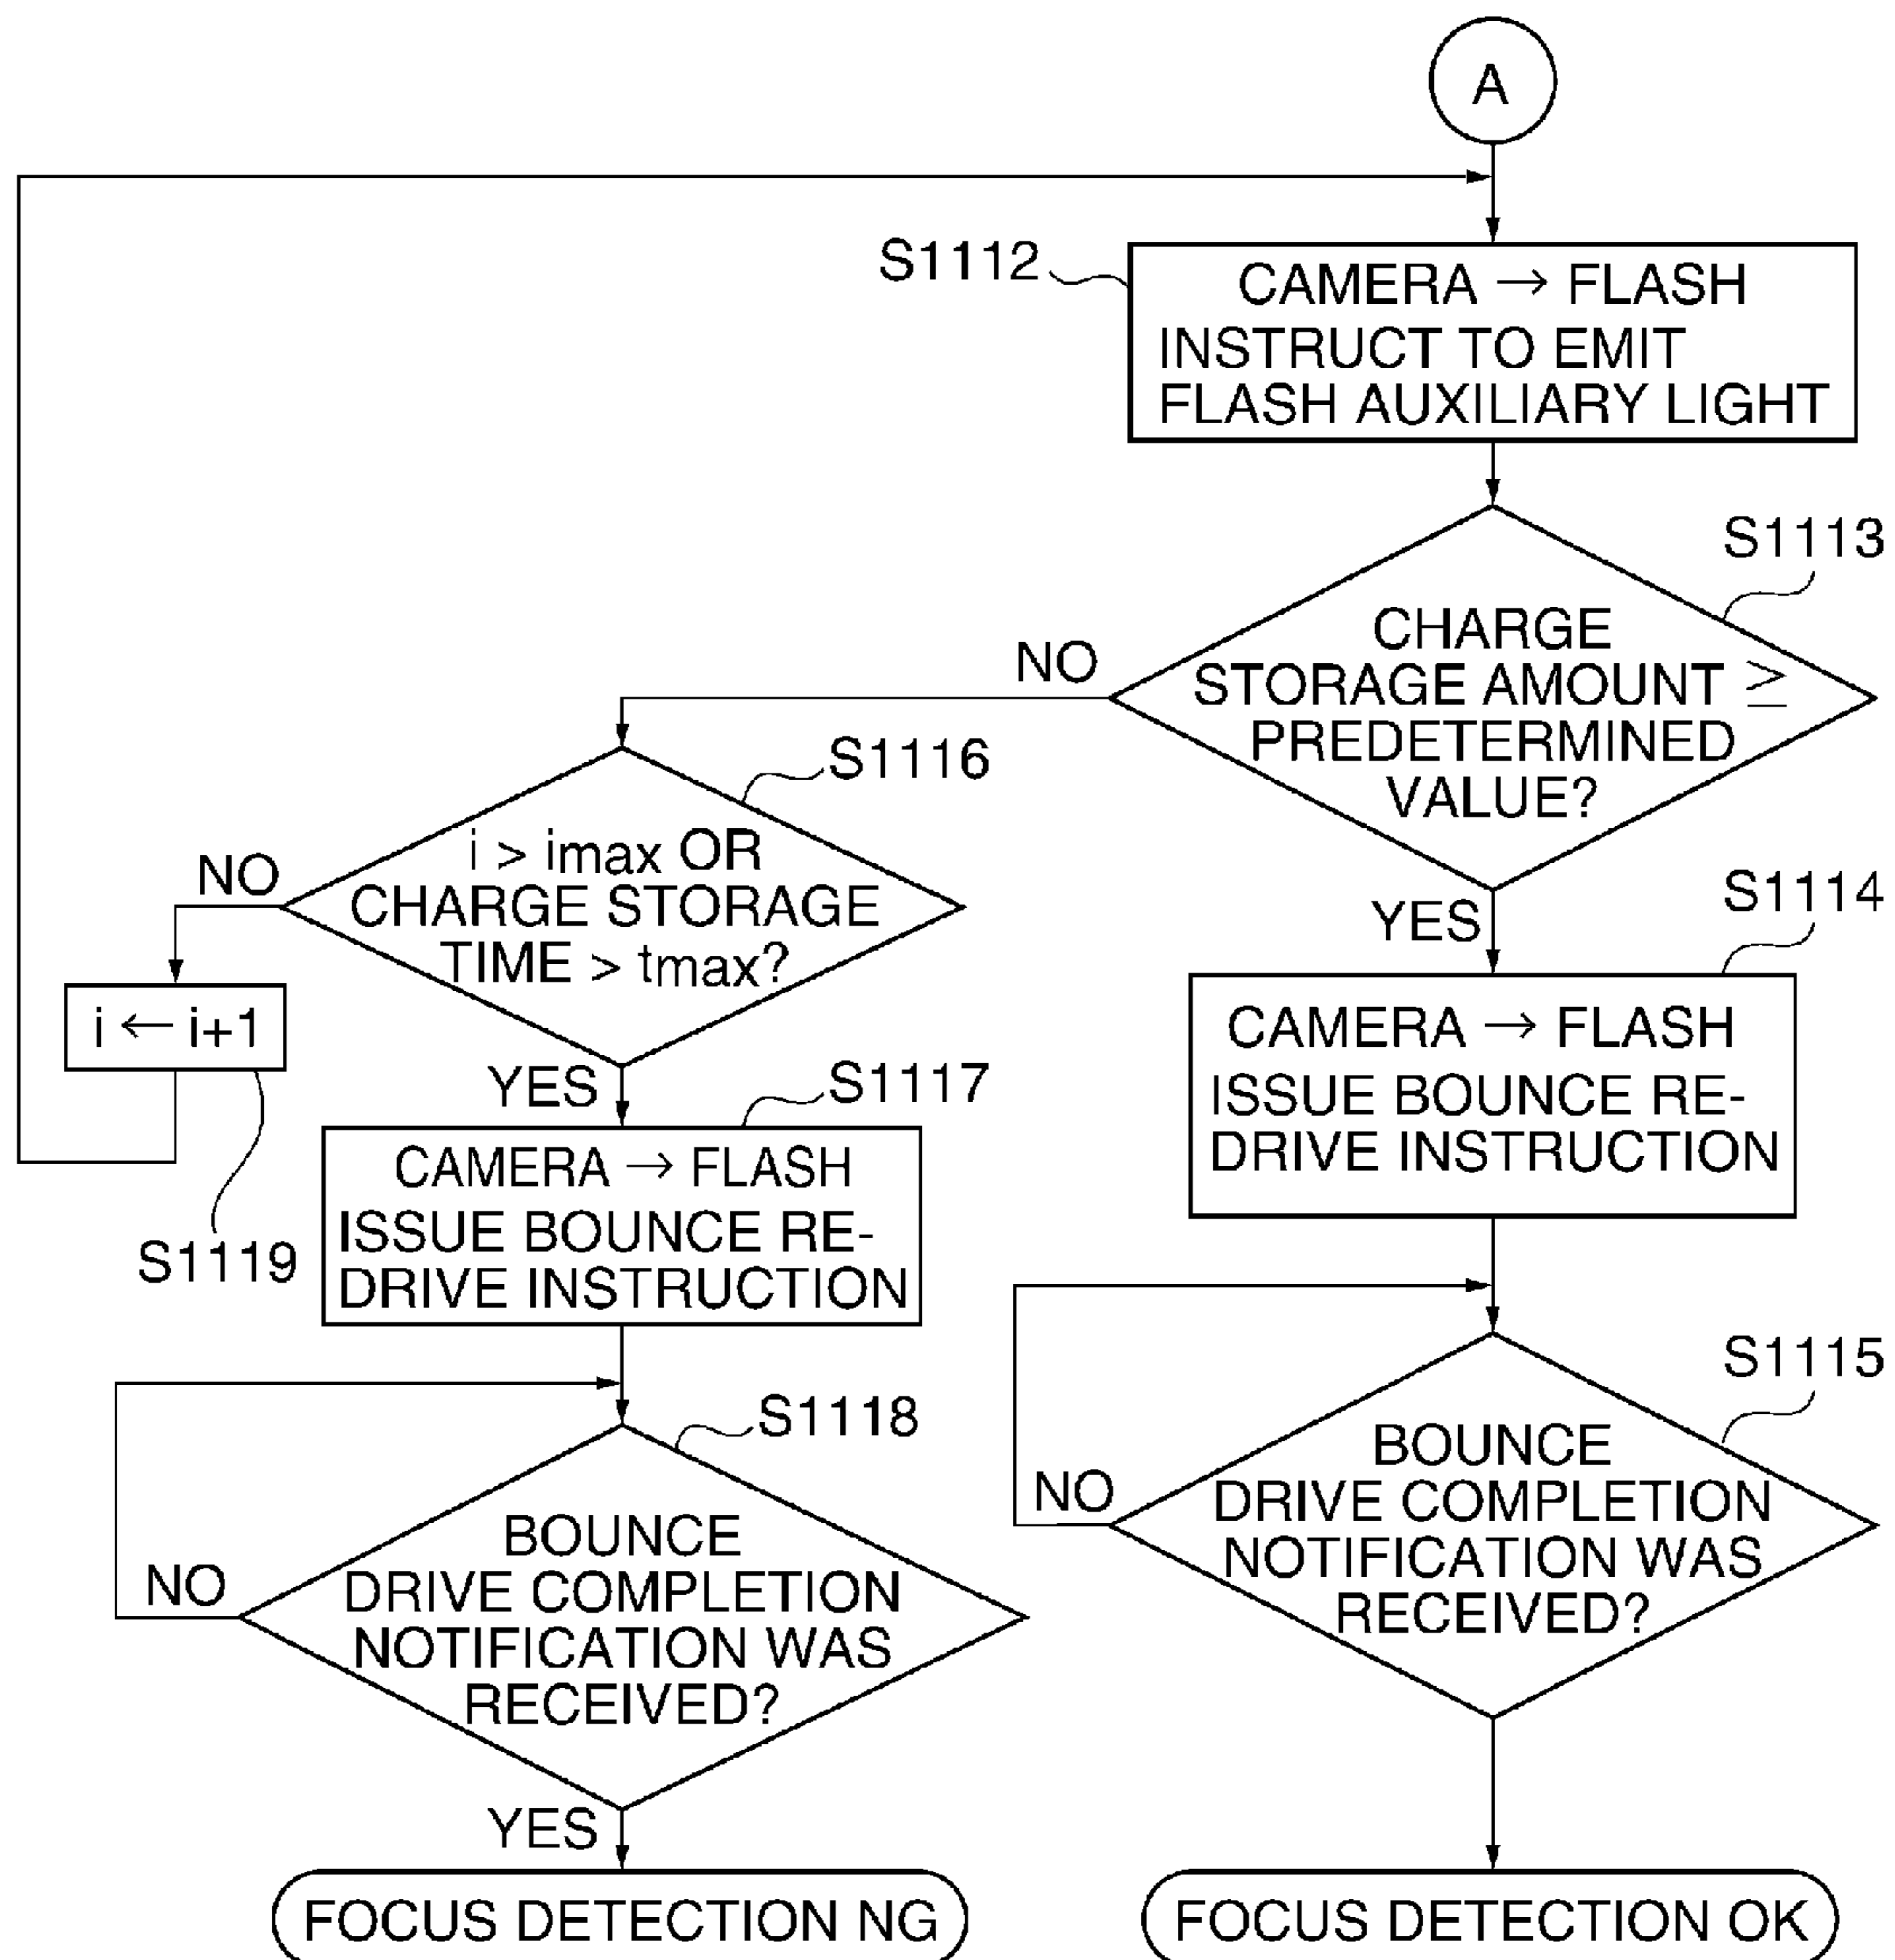 A
S1112
CAMERA → FLASH
INSTRUCT TO EMIT
FLASH AUXILIARY LIGHT
S1113
CHARGE
STORAGE AMOUNT ≥
PREDETERMINED
VALUE?
NO
YES
S1116
i > imax OR
CHARGE STORAGE
TIME > tmax?
NO
YES
i ← i+1
S1119
S1114
CAMERA → FLASH
ISSUE BOUNCE RE-
DRIVE INSTRUCTION
S1117
CAMERA → FLASH
ISSUE BOUNCE RE-
DRIVE INSTRUCTION
S1115
BOUNCE
DRIVE COMPLETION
NOTIFICATION WAS
RECEIVED?
NO
S1118
BOUNCE
DRIVE COMPLETION
NOTIFICATION WAS
RECEIVED?
NO
YES
FOCUS DETECTION NG
FOCUS DETECTION OK